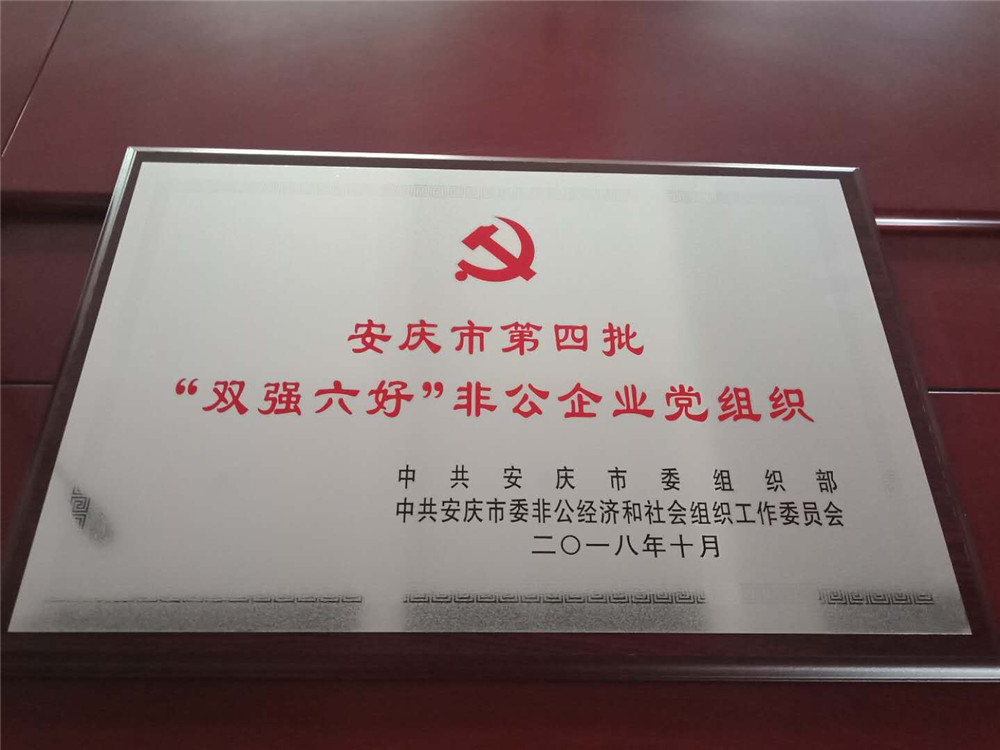 安庆市第四批
“双强六好”非公企业党组织
中共安庆市委组织部
中共安庆市委非公经济和社会组织工作委员会
二〇一八年十月